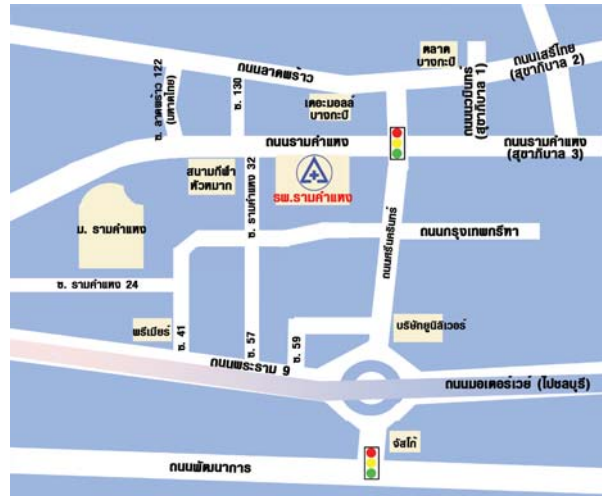 ตลาด
บางกะปิ
ถนนเสรีไทย
(สุขาภิบาล 2)
ถนนลาดพร้าว
ถนนนวมินทร์
(สุขาภิบาล 1)
ซ. ลาดพร้าว 122
(มหาดไทย)
ซ. 130
เดอะมอลล์
บางกะปิ
ถนนรามคำแหง
ถนนรามคำแหง
(สุขาภิบาล 3)
สนามกีฬา
หัวหมาก
ซ. รามคำแหง 32
รพ.รามคำแหง
ม. รามคำแหง
ถนนศรีนครินทร์
ถนนกรุงเทพกรีฑา
ซ. รามคำแหง 24
พรีเมียร์
ซ. 41
ซ. 57
ซ. 59
บริษัทยูนิลีเวอร์
ถนนพระราม 9
ถนนมอเตอร์เวย์ (ไปชลบุรี)
จัสโก้
ถนนพัฒนาการ